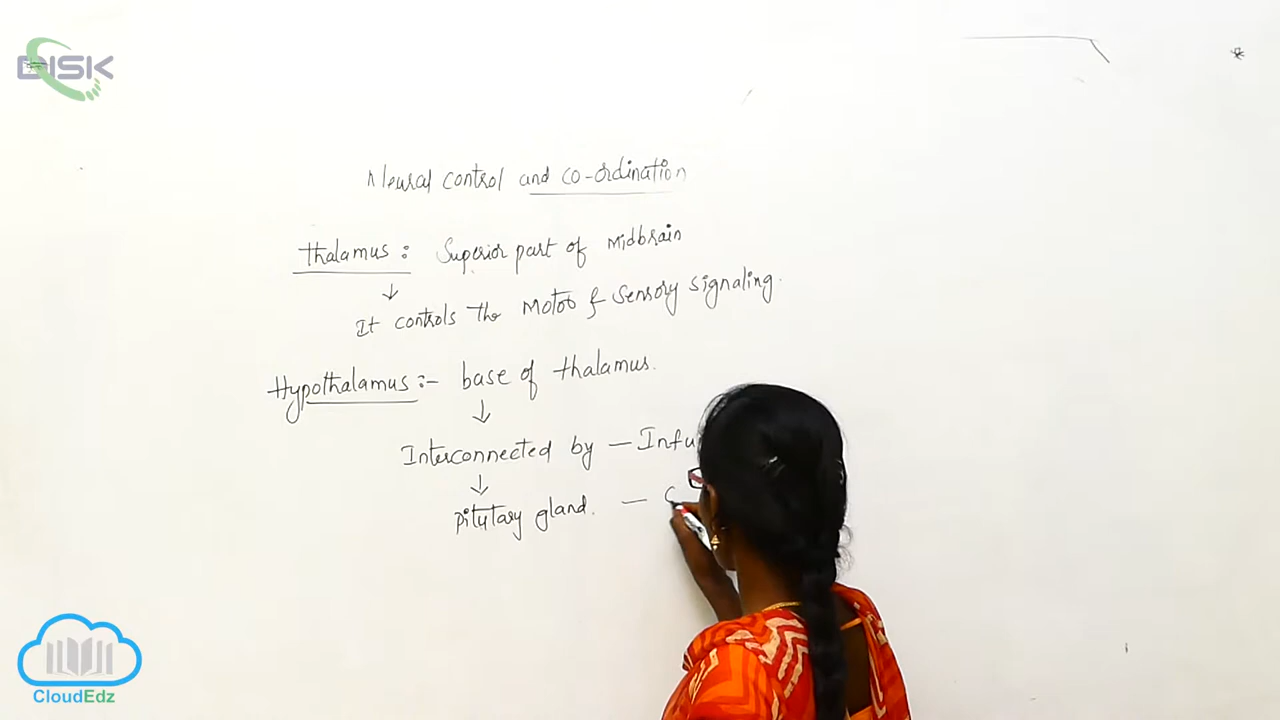 DISK
Neural control and co-ordination
Thalamus : Superior part of Midbrain
↓
It controls the Motor & Sensory signaling.
Hypothalamus :- base of thalamus.
↓
Interconnected by — Infu
↓
Pitutary gland. —
CloudEdz